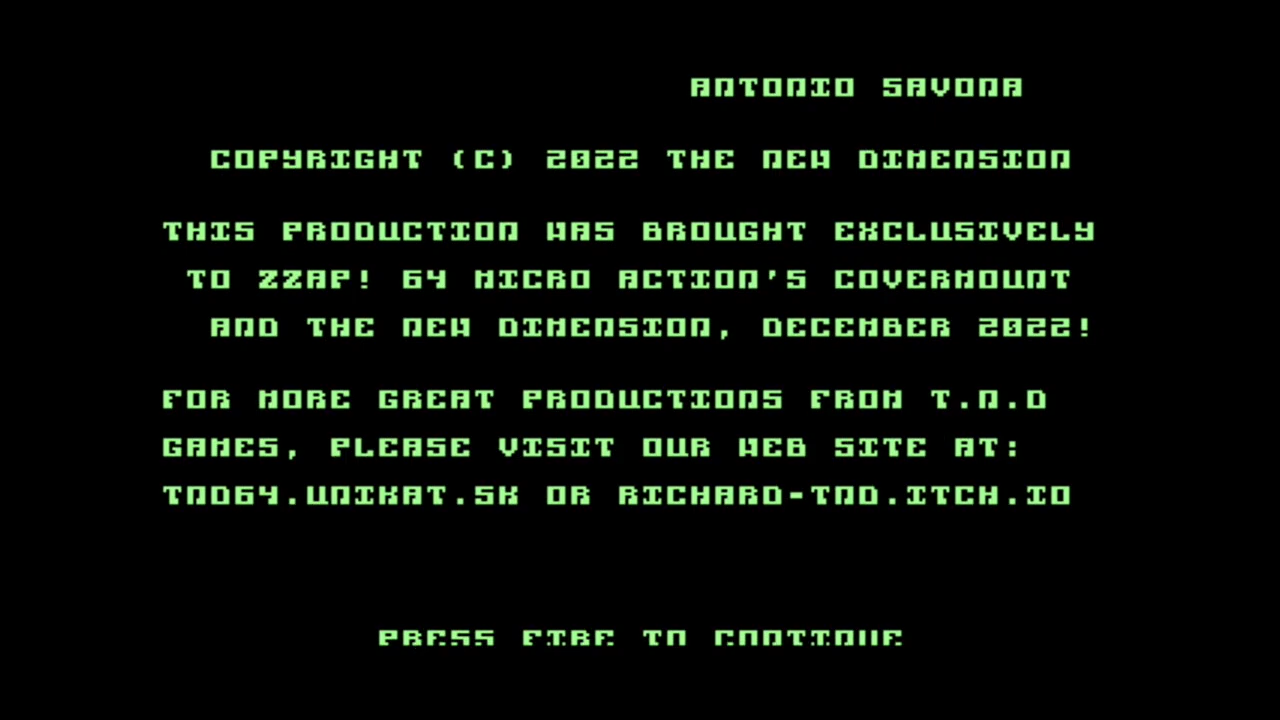 ANTONIO SAVONA
COPYRIGHT (C) 2022 THE NEW DIMENSION
THIS PRODUCTION WAS BROUGHT EXCLUSIVELY
TO ZZAP! 64 MICRO ACTION'S COVERMOUNT
AND THE NEW DIMENSION, DECEMBER 2022!
FOR MORE GREAT PRODUCTIONS FROM T.N.D
GAMES, PLEASE VISIT OUR WEB SITE AT:
TND64.UNIKAT.SK OR RICHARD-TND.ITCH.IO
PRESS FIRE TO CONTINUE